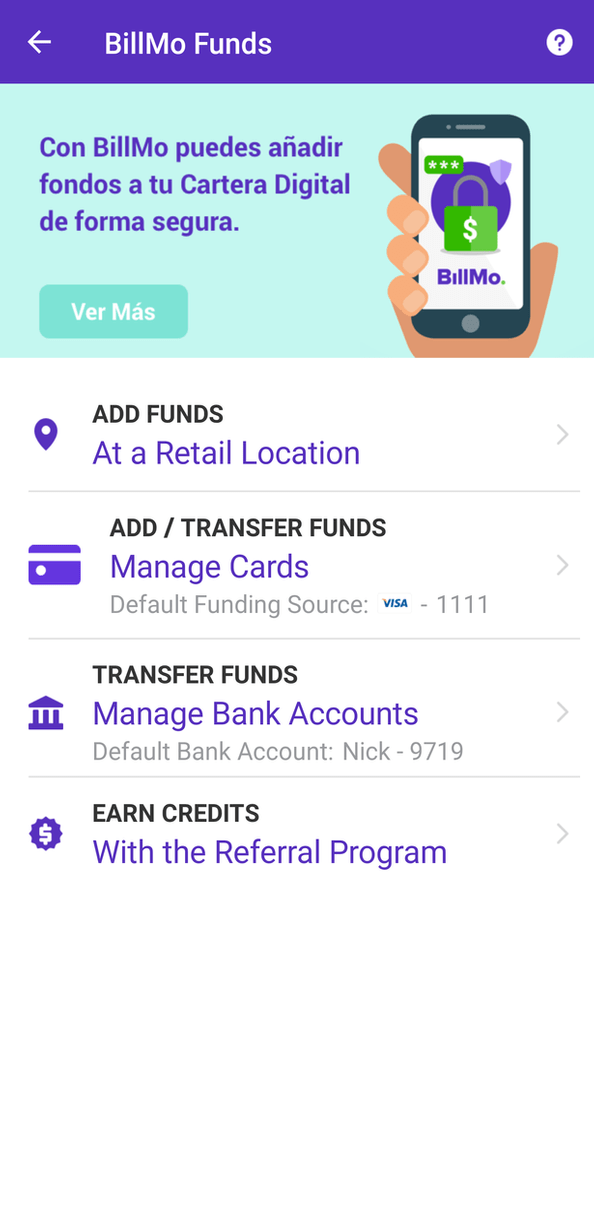 BillMo Funds
?
Con BillMo puedes añadir
fondos a tu Cartera Digital
de forma segura.
Ver Más
***
$
BillMo.
ADD FUNDS
At a Retail Location
ADD / TRANSFER FUNDS
Manage Cards
Default Funding Source: VISA - 1111
TRANSFER FUNDS
Manage Bank Accounts
Default Bank Account: Nick - 9719
EARN CREDITS
$
With the Referral Program